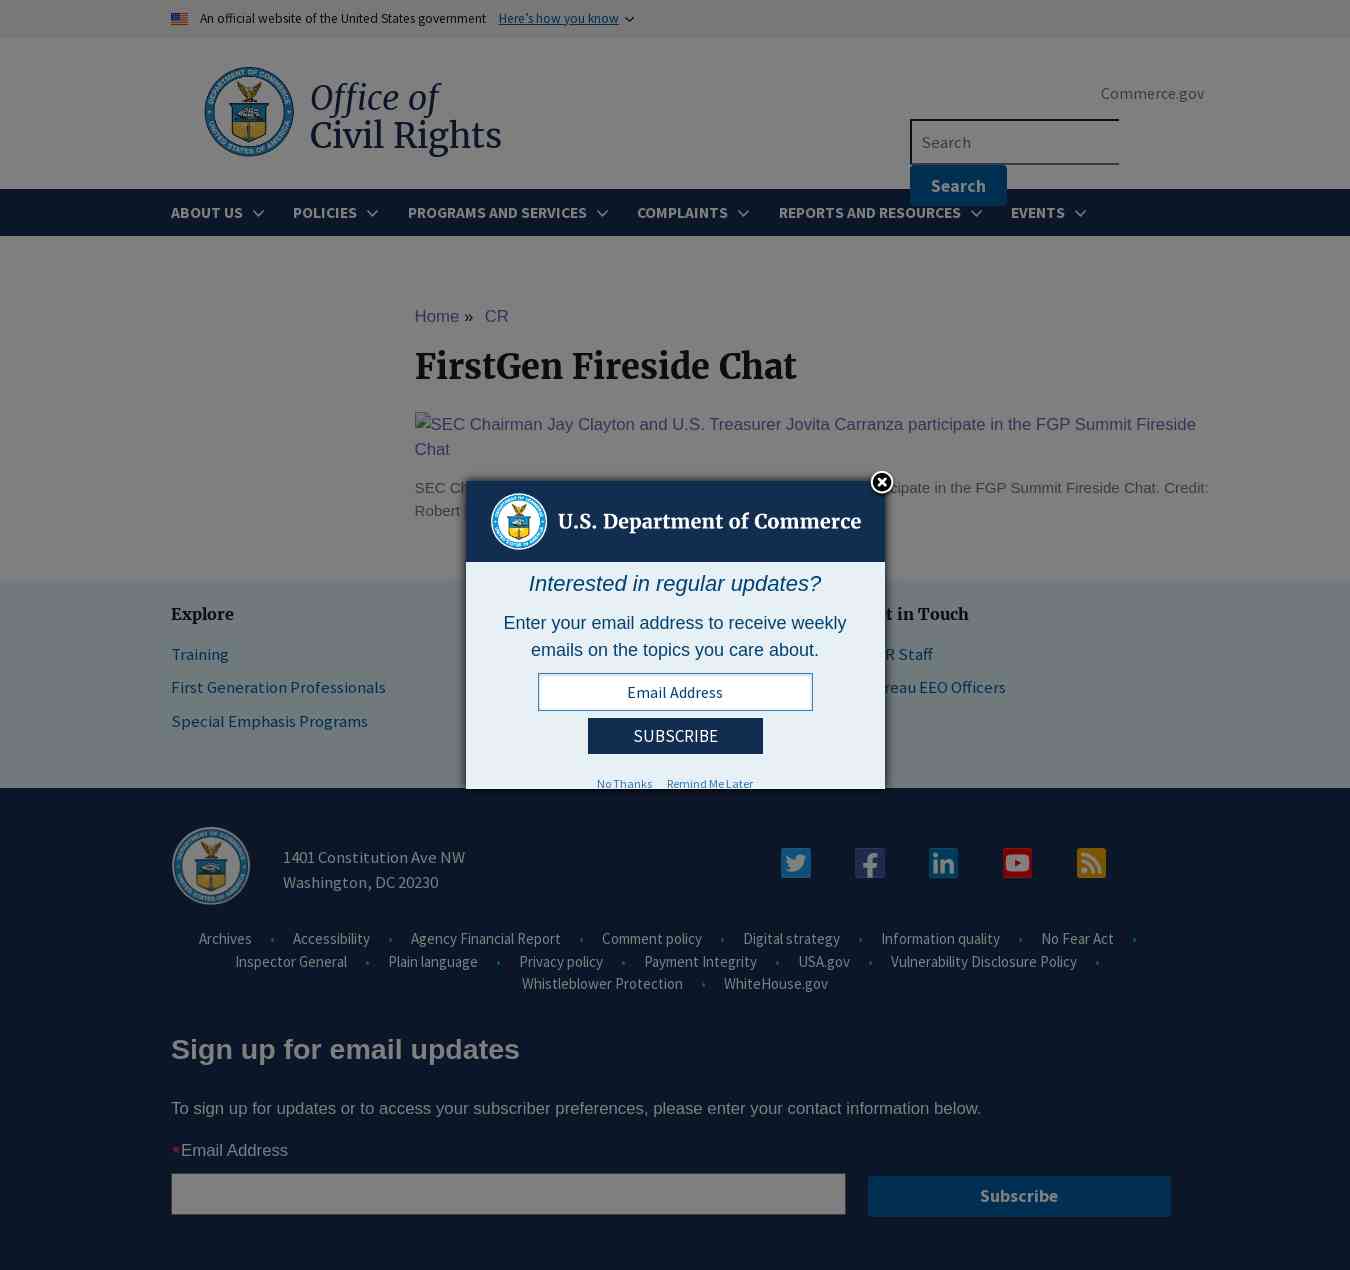 An official website of the United States government Here's how you know
Office of
Civil Rights
Commerce.gov
Search
Search
ABOUT US
POLICIES
PROGRAMS AND SERVICES
COMPLAINTS
REPORTS AND RESOURCES
EVENTS
Home » CR
FirstGen Fireside Chat
SEC Chairman Jay Clayton and U.S. Treasurer Jovita Carranza participate in the FGP Summit Fireside
Chat
SEC in the FGP Summit Fireside Chat. Credit:
Robert
U.S. Department of Commerce
Interested in regular updates?
Enter your email address to receive weekly
emails on the topics you care about.
Email Address
SUBSCRIBE
No Thanks Remind Me Later
Explore
Training
First Generation Professionals
Special Emphasis Programs
in Touch
Staff
EEO Officers
1401 Constitution Ave NW
Washington, DC 20230
Archives • Accessibility • Agency Financial Report • Comment policy • Digital strategy • Information quality • No Fear Act •
Inspector General • Plain language • Privacy policy • Payment Integrity • USA.gov • Vulnerability Disclosure Policy •
Whistleblower Protection • WhiteHouse.gov
Sign up for email updates
To sign up for updates or to access your subscriber preferences, please enter your contact information below.
*Email Address
Subscribe